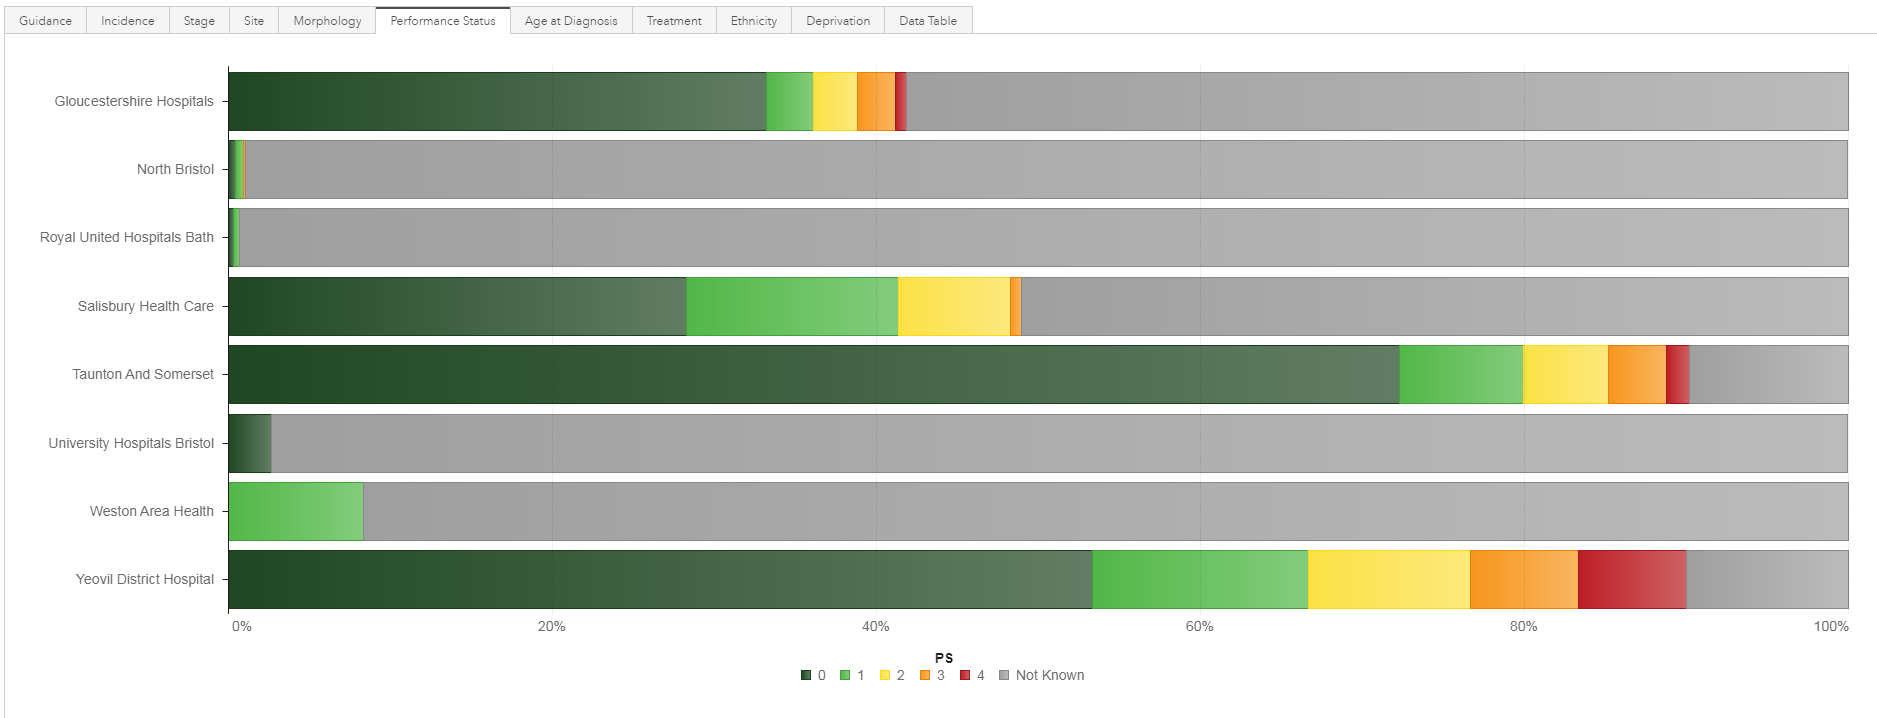 Guidance Incidence Stage Site Morphology Performance Status Age at Diagnosis Treatment Ethnicity Deprivation Data Table
Gloucestershire Hospitals
North Bristol
Royal United Hospitals Bath
Salisbury Health Care
Taunton And Somerset
University Hospitals Bristol
Weston Area Health
Yeovil District Hospital
0% 20% 40% 60% 80% 100%
PS
0 1 2 3 4 Not Known